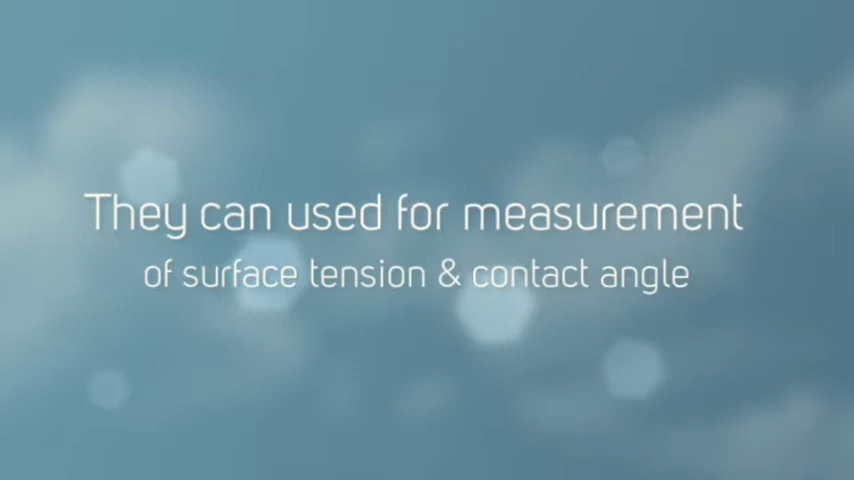 They can used for measurement
of surface tension & contact angle